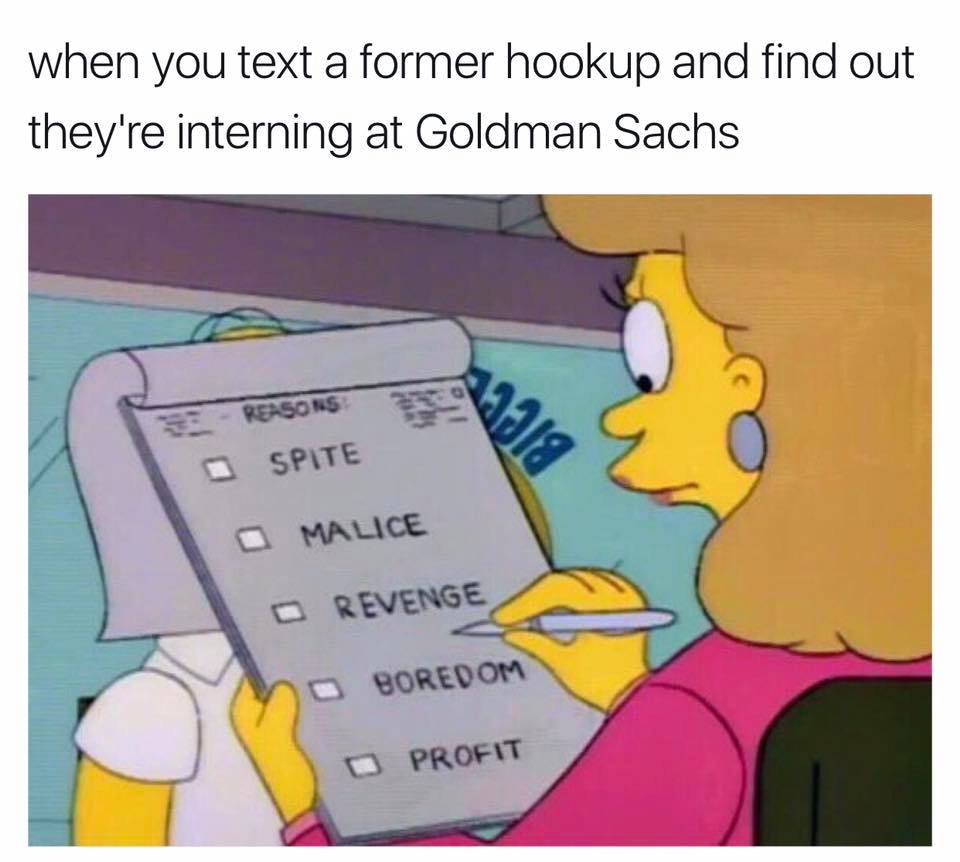 when you text a former hookup and find out
they're interning at Goldman Sachs
REASONS:
SPITE
MALICE
REVENGE
BOREDOM
PROFIT